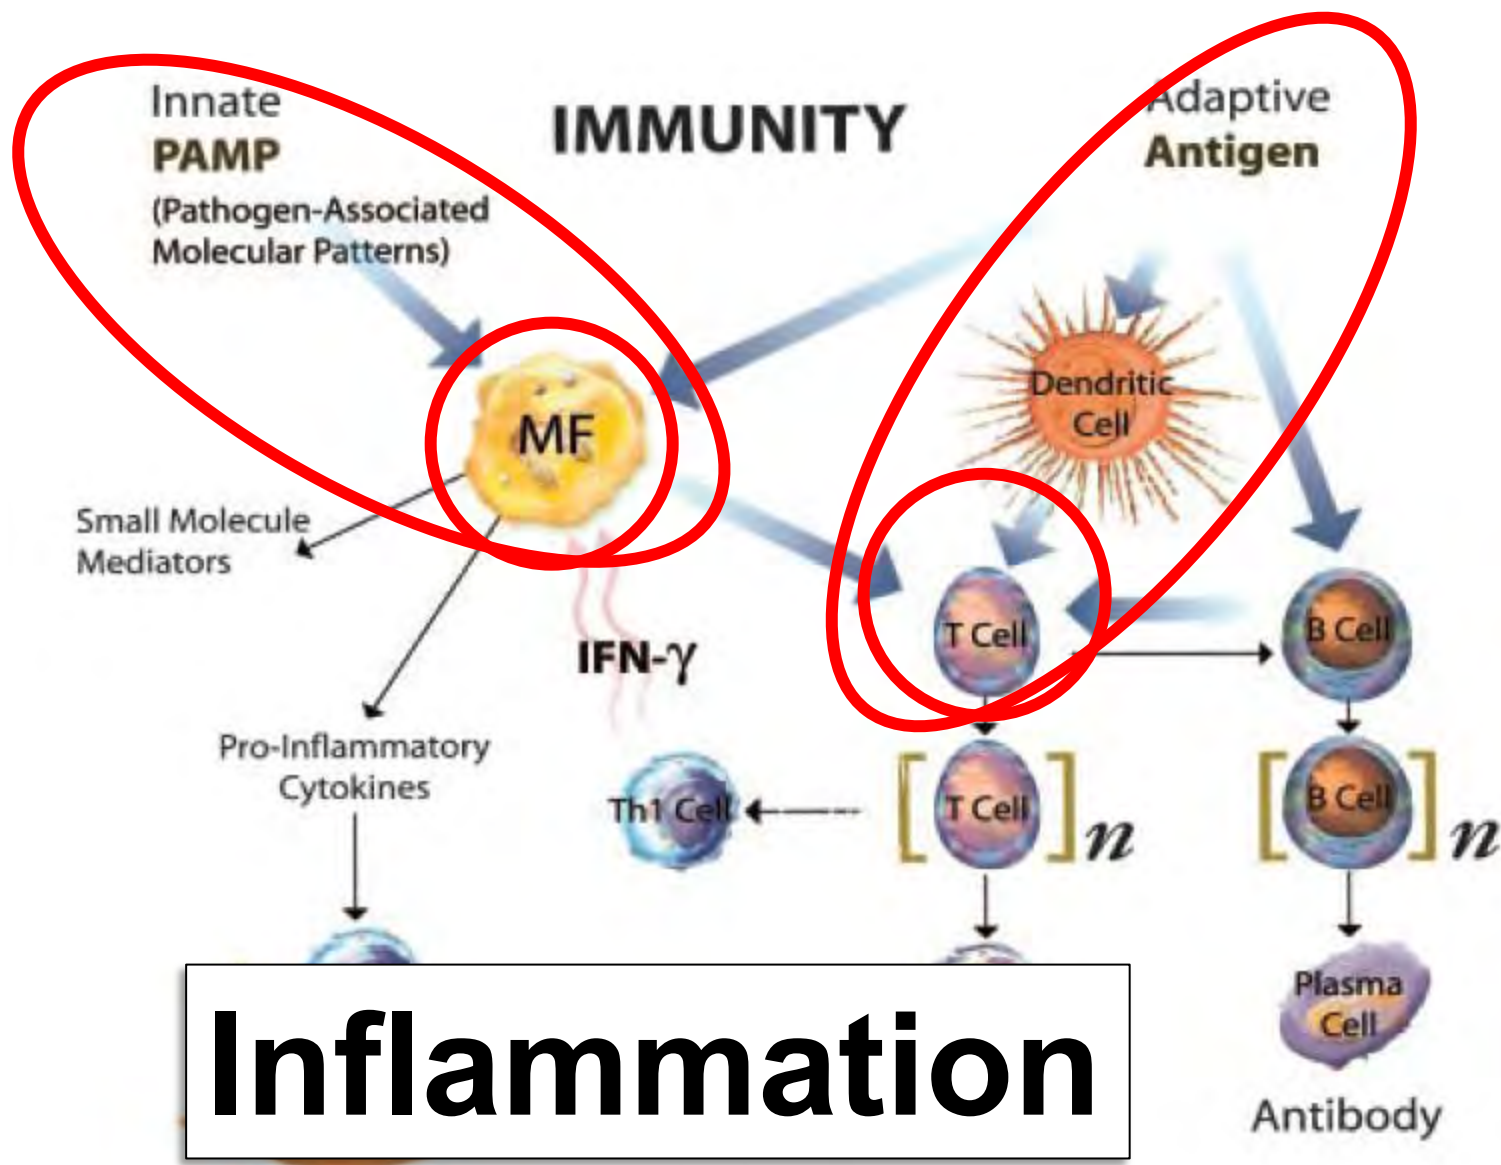 Innate
PAMP
(Pathogen-Associated
Molecular Patterns)
IMMUNITY
Adaptive
Antigen
Dendritic
Cell
MF
Small Molecule
Mediators
IFN-γ
T Cell
B Cell
Pro-Inflammatory
Cytokines
Th1 Cell
[ T Cell ] n
[ B Cell ] n
Plasma
Cell
Inflammation
Antibody